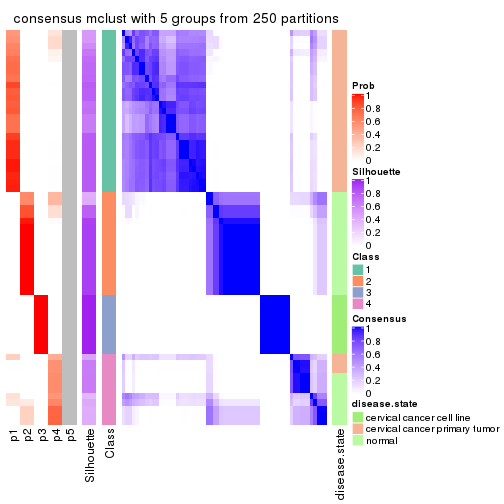 consensus mclust with 5 groups from 250 partitions
Prob
1
0.8
0.6
0.4
0.2
0
Silhouette
1
0.8
0.6
0.4
0.2
0
Class
1
2
3
4
Consensus
1
0.8
0.6
0.4
0.2
0
disease.state
cervical cancer cell line
cervical cancer primary tumor
normal
p1
p2
p3
p4
p5
Silhouette
Class
disease.state